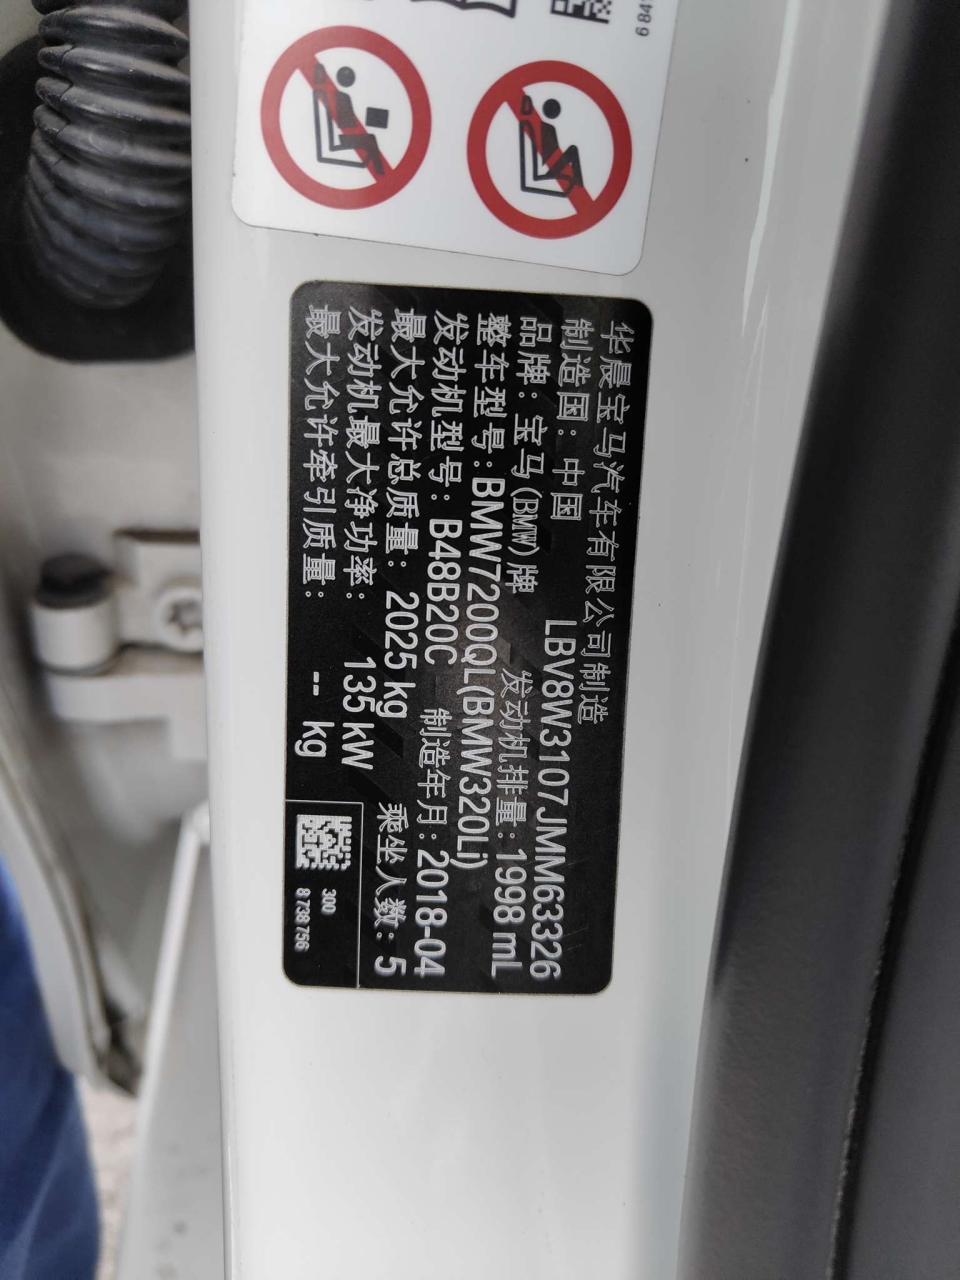 华晨宝马汽车有限公司制造
制造国：中国 LBV8W3107JMM63326
品牌：宝马(BMW)牌 发动机排量：1998 mL
整车型号：BMW7200QL(BMW320Li)
发动机型号：B48B20C 制造年月：2018-04
最大允许总质量：2025 kg 乘坐人数：5
发动机最大净功率：135 kW
最大允许牵引质量：-- kg
300
8 738 756